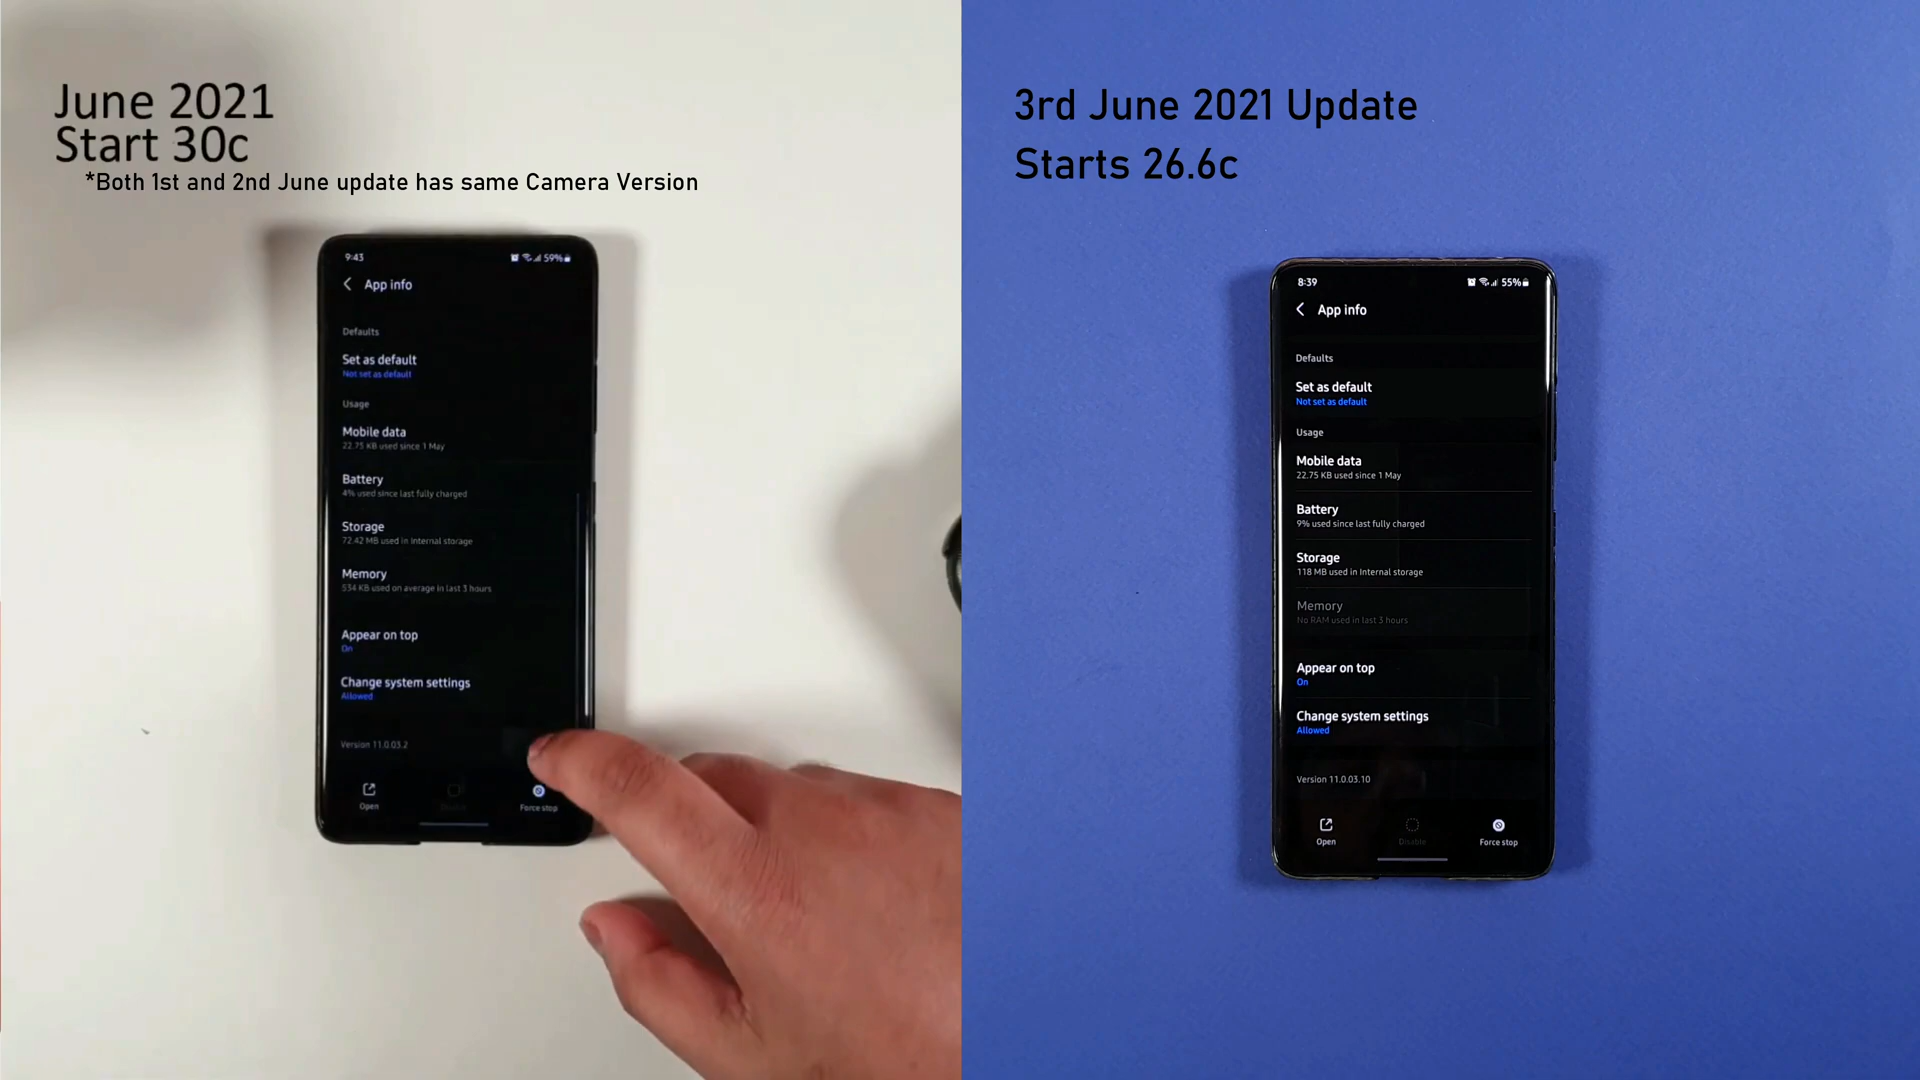 June 2021
Start 30c
*Both 1st and 2nd June update has same Camera Version
9:43
59%
App info
Defaults
Set as default
Not set as default
Usage
Mobile data
22.75 KB used since 1 May
Battery
4% used since last fully charged
Storage
72.42 MB used in Internal storage
Memory
534 KB used on average in last 3 hours
Appear on top
On
Change system settings
Allowed
Version 11.0.03.2
Open
Force stop
3rd June 2021 Update
Starts 26.6c
8:39
55%
App info
Defaults
Set as default
Not set as default
Usage
Mobile data
22.75 KB used since 1 May
Battery
9% used since last fully charged
Storage
118 MB used in Internal storage
Memory
No RAM used in last 3 hours
Appear on top
On
Change system settings
Allowed
Version 11.0.03.10
Open
Disable
Force stop